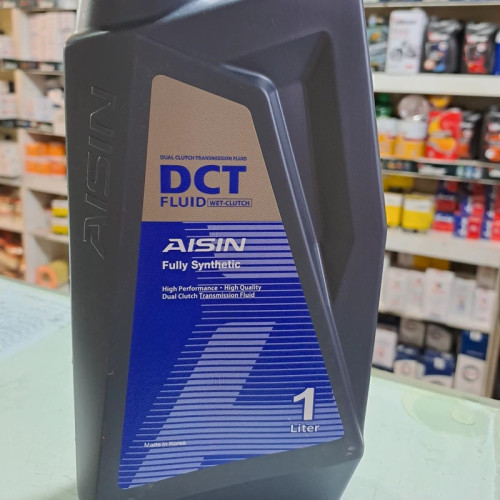 AISIN
DUAL CLUTCH TRANSMISSION FLUID
DCT
FLUID WET-CLUTCH
AISIN
Fully Synthetic
High Performance • High Quality
Dual Clutch Transmission Fluid
1
Liter
Made in Korea